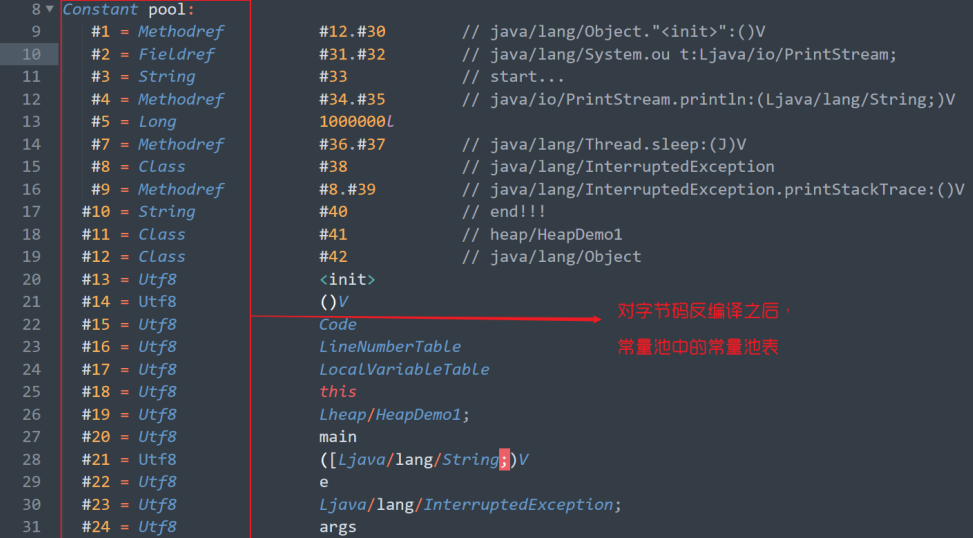 8 Constant pool:
9 #1 = Methodref #12.#30 // java/lang/Object."<init>":()V
10 #2 = Fieldref #31.#32 // java/lang/System.ou t:Ljava/io/PrintStream;
11 #3 = String #33 // start...
12 #4 = Methodref #34.#35 // java/io/PrintStream.println:(Ljava/lang/String;)V
13 #5 = Long 1000000l
14 #7 = Methodref #36.#37 // java/lang/Thread.sleep:(J)V
15 #8 = Class #38 // java/lang/InterruptedException
16 #9 = Methodref #8.#39 // java/lang/InterruptedException.printStackTrace:()V
17 #10 = String #40 // end!!!
18 #11 = Class #41 // heap/HeapDemo1
19 #12 = Class #42 // java/lang/Object
20 #13 = Utf8 <init>
21 #14 = Utf8 ()V
22 #15 = Utf8 Code
23 #16 = Utf8 LineNumberTable
24 #17 = Utf8 LocalVariableTable
25 #18 = Utf8 this
26 #19 = Utf8 Lheap/HeapDemo1;
27 #20 = Utf8 main
28 #21 = Utf8 ([Ljava/lang/String;)V
29 #22 = Utf8 e
30 #23 = Utf8 Ljava/lang/InterruptedException;
31 #24 = Utf8 args
对字节码反编译之后，
常量池中的常量池表